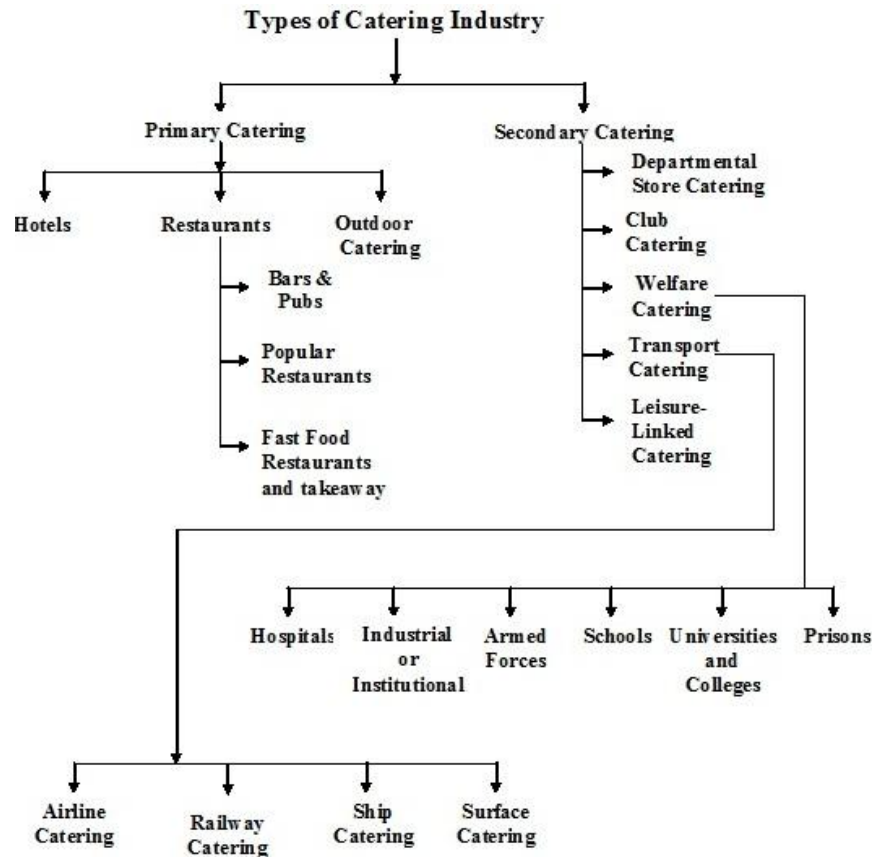 Types of Catering Industry
Primary Catering
Secondary Catering
Hotels
Restaurants
Outdoor
Catering
Bars &
Pubs
Popular
Restaurants
Fast Food
Restaurants
and takeaway
Departmental
Store Catering
Club
Catering
Welfare
Catering
Transport
Catering
Leisure-
Linked
Catering
Hospitals
Industrial
or
Institutional
Armed
Forces
Schools
Universities
and
Colleges
Prisons
Airline
Catering
Railway
Catering
Ship
Catering
Surface
Catering